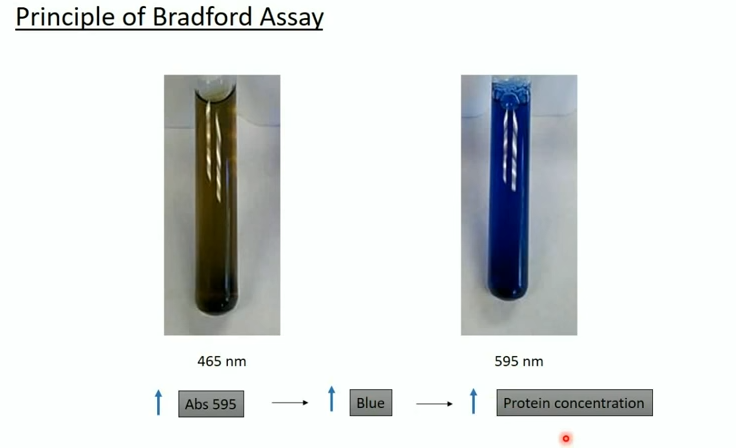 Principle of Bradford Assay
465 nm
595 nm
Abs 595
Blue
Protein concentration